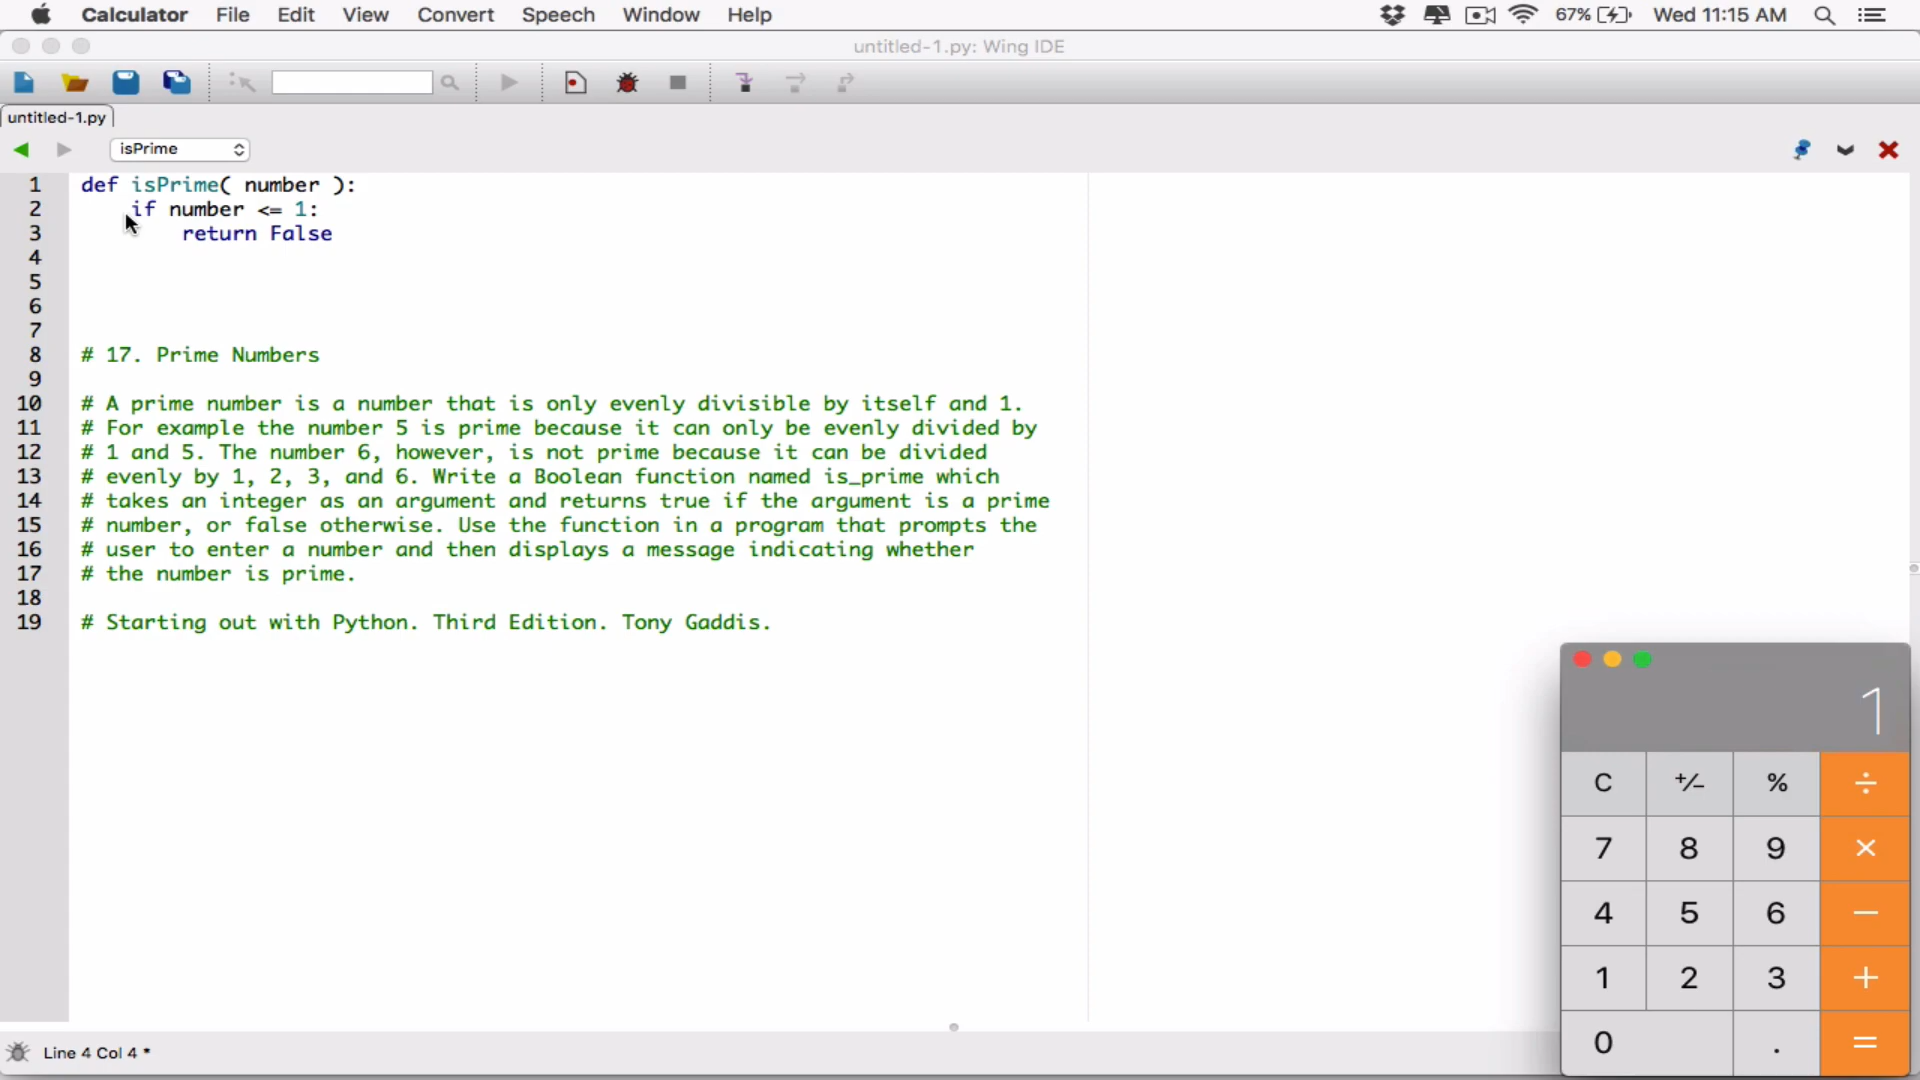 Calculator File Edit View Convert Speech Window Help 67% Wed 11:15 AM
untitled-1.py: Wing IDE
untitled-1.py
isPrime
1 def isPrime( number ):
2 if number <= 1:
3 return False
4
5
6
7
8 # 17. Prime Numbers
9
10 # A prime number is a number that is only evenly divisible by itself and 1.
11 # For example the number 5 is prime because it can only be evenly divided by
12 # 1 and 5. The number 6, however, is not prime because it can be divided
13 # evenly by 1, 2, 3, and 6. Write a Boolean function named is_prime which
14 # takes an integer as an argument and returns true if the argument is a prime
15 # number, or false otherwise. Use the function in a program that prompts the
16 # user to enter a number and then displays a message indicating whether
17 # the number is prime.
18
19 # Starting out with Python. Third Edition. Tony Gaddis.
1
C +/- % ÷
7 8 9 ×
4 5 6 −
1 2 3 +
0 . =
Line 4 Col 4 *